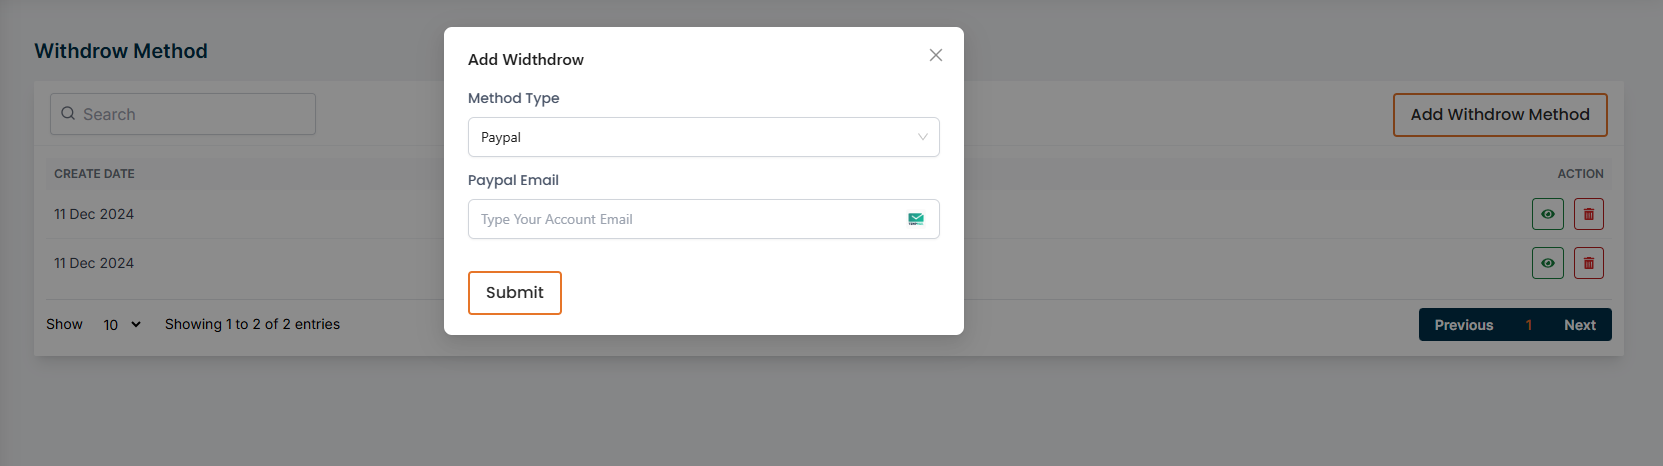 Withdrow Method
Add Widthdrow
Method Type
Paypal
Paypal Email
Type Your Account Email
Submit
Search
Add Withdrow Method
CREATE DATE
ACTION
11 Dec 2024
11 Dec 2024
Show 10 Showing 1 to 2 of 2 entries
Previous 1 Next